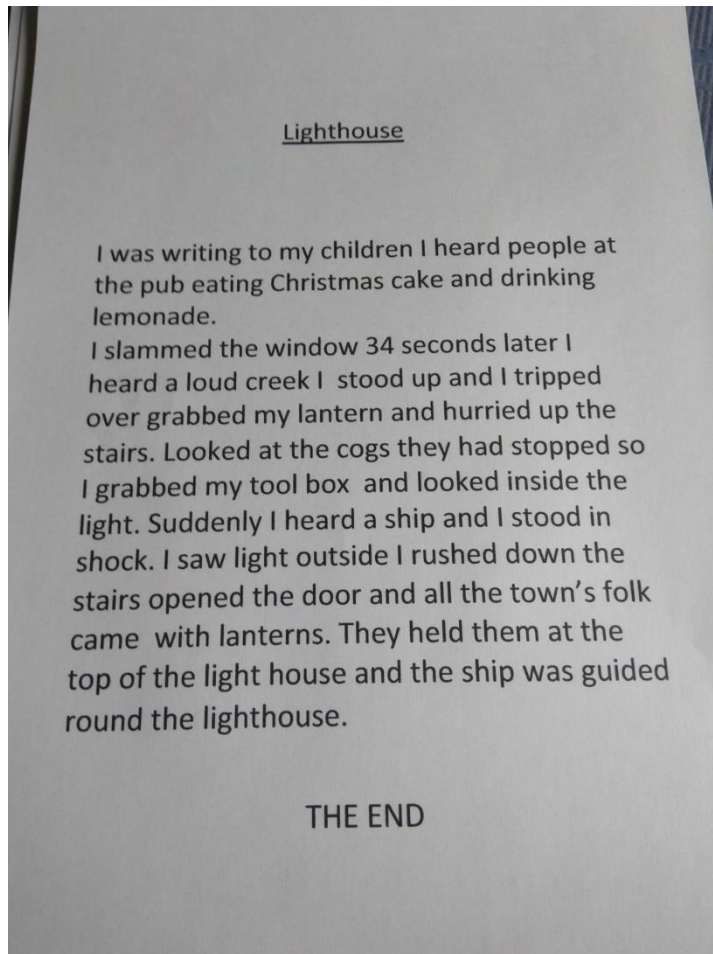 Lighthouse
I was writing to my children I heard people at
the pub eating Christmas cake and drinking
lemonade.
I slammed the window 34 seconds later I
heard a loud creek I  stood up and I tripped
over grabbed my lantern and hurried up the
stairs. Looked at the cogs they had stopped so
I grabbed my tool box  and looked inside the
light. Suddenly I heard a ship and I stood in
shock. I saw light outside I rushed down the
stairs opened the door and all the town’s folk
came  with lanterns. They held them at the
top of the light house and the ship was guided
round the lighthouse.
THE END